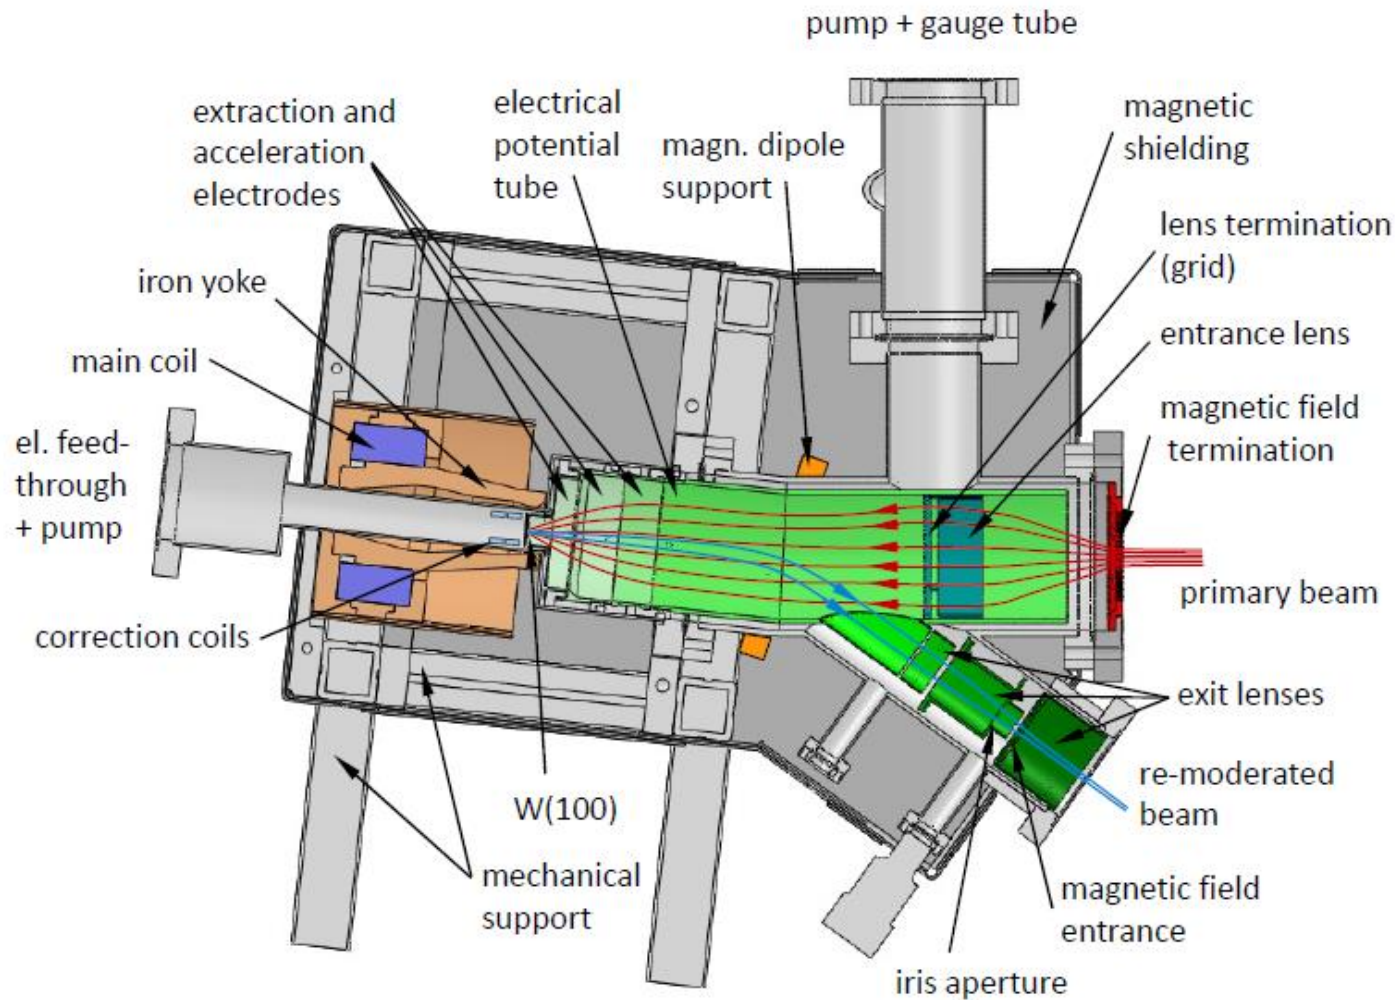 pump + gauge tube
extraction and
acceleration
electrodes
electrical
potential
tube
magn. dipole
support
magnetic
shielding
lens termination
(grid)
iron yoke
entrance lens
main coil
magnetic field
termination
el. feed-
through
+ pump
primary beam
correction coils
exit lenses
re-moderated
beam
W(100)
mechanical
support
magnetic field
entrance
iris aperture